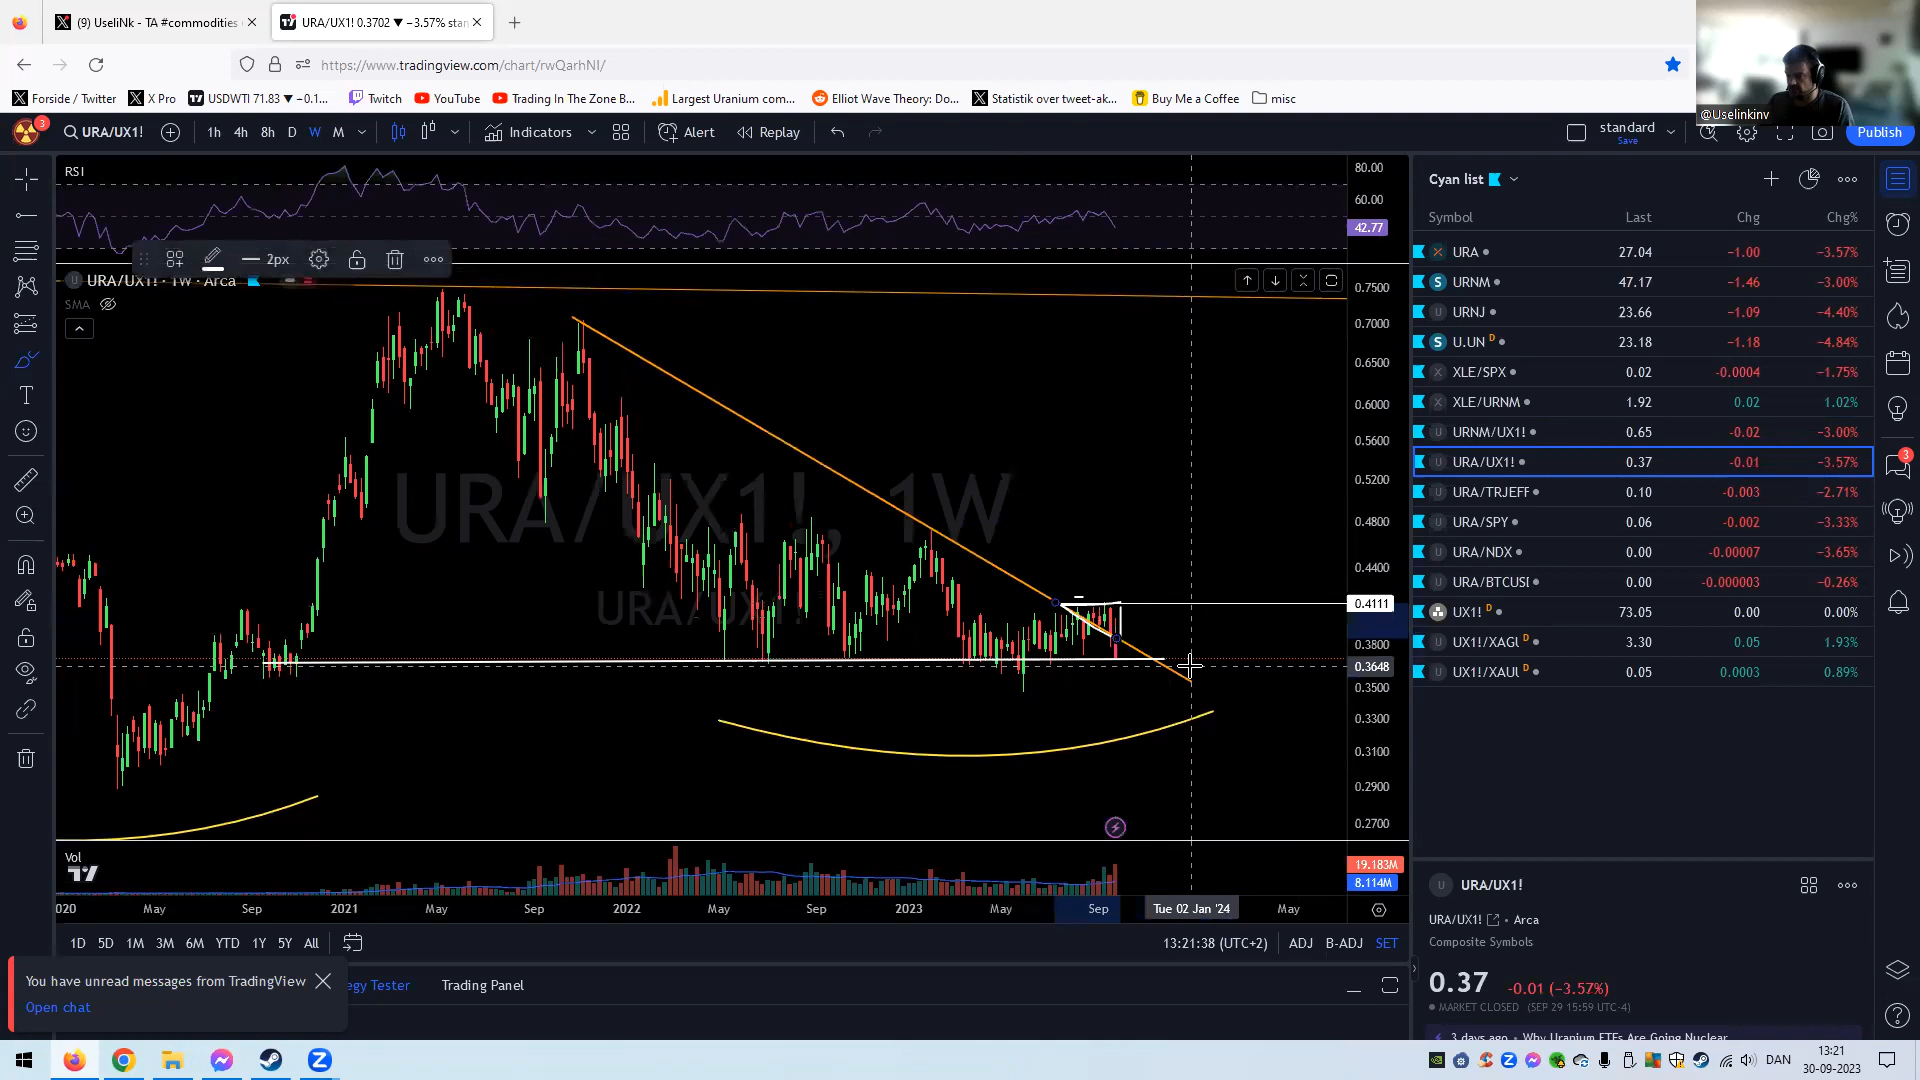 (9) UseliNk - TA #commodities
URA/UX1! 0.3702 ▼ −3.57% stan
https://www.tradingview.com/chart/rwQarhNI/
Forside / Twitter
X Pro
USDWTI 71.83 ▼ −0.1...
Twitch
YouTube
Trading In The Zone B...
Largest Uranium com...
Elliot Wave Theory: Do...
Statistik over tweet-ak...
Buy Me a Coffee
misc
@Uselinkinv
3
URA/UX1!
1h 4h 8h D W M
Indicators
Alert
Replay
standard
Save
Publish
RSI
80.00
60.00
42.77
2px
URA/UX1! · 1W · Arca
SMA
URA/UX1!, 1W
URA/UX1!
0.7500
0.7000
0.6500
0.6000
0.5600
0.5200
0.4800
0.4400
0.4111
0.3800
0.3648
0.3500
0.3300
0.3100
0.2900
0.2700
Vol
19.183M
8.114M
2020 May Sep 2021 May Sep 2022 May Sep 2023 May Sep Tue 02 Jan '24 May
1D 5D 1M 3M 6M YTD 1Y 5Y All
13:21:38 (UTC+2)
ADJ B-ADJ SET
You have unread messages from TradingView
Open chat
egy Tester
Trading Panel
Cyan list
Symbol Last Chg Chg%
URA 27.04 −1.00 −3.57%
URNM 47.17 −1.46 −3.00%
URNJ 23.66 −1.09 −4.40%
U.UN D 23.18 −1.18 −4.84%
XLE/SPX 0.02 -0.0004 −1.75%
XLE/URNM 1.92 0.02 1.02%
URNM/UX1! 0.65 -0.02 −3.00%
URA/UX1! 0.37 -0.01 −3.57%
URA/TRJEFF 0.10 -0.003 −2.71%
URA/SPY 0.06 -0.002 −3.33%
URA/NDX 0.00 -0.00007 −3.65%
URA/BTCUSD 0.00 -0.000003 −0.26%
UX1! D 73.05 0.00 0.00%
UX1!/XAGI D 3.30 0.05 1.93%
UX1!/XAUI D 0.05 0.0003 0.89%
3
URA/UX1!
URA/UX1! • Arca
Composite Symbols
0.37 -0.01 (−3.57%)
MARKET CLOSED (SEP 29 15:59 UTC-4)
3 days ago • Why Uranium ETFs Are Going Nuclear
DAN
13:21
30-09-2023